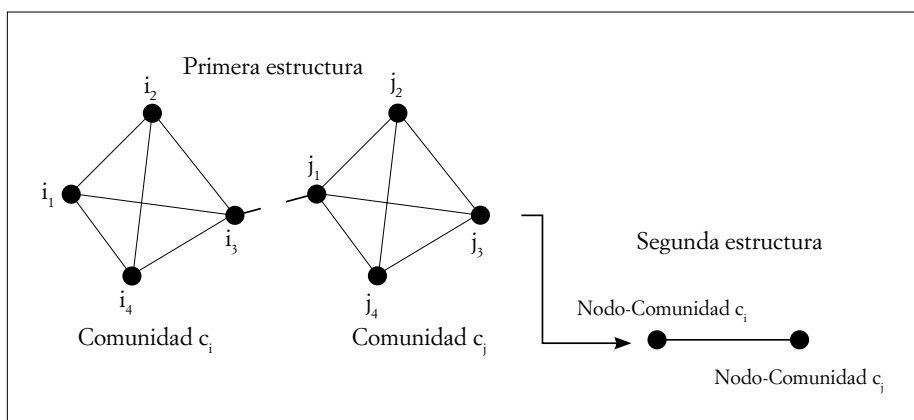 Primera estructura
i₂
j₂
i₁
j₁
i₃
j₃
i₄
j₄
Comunidad cᵢ
Comunidad cⱼ
Segunda estructura
Nodo-Comunidad cᵢ
Nodo-Comunidad cⱼ